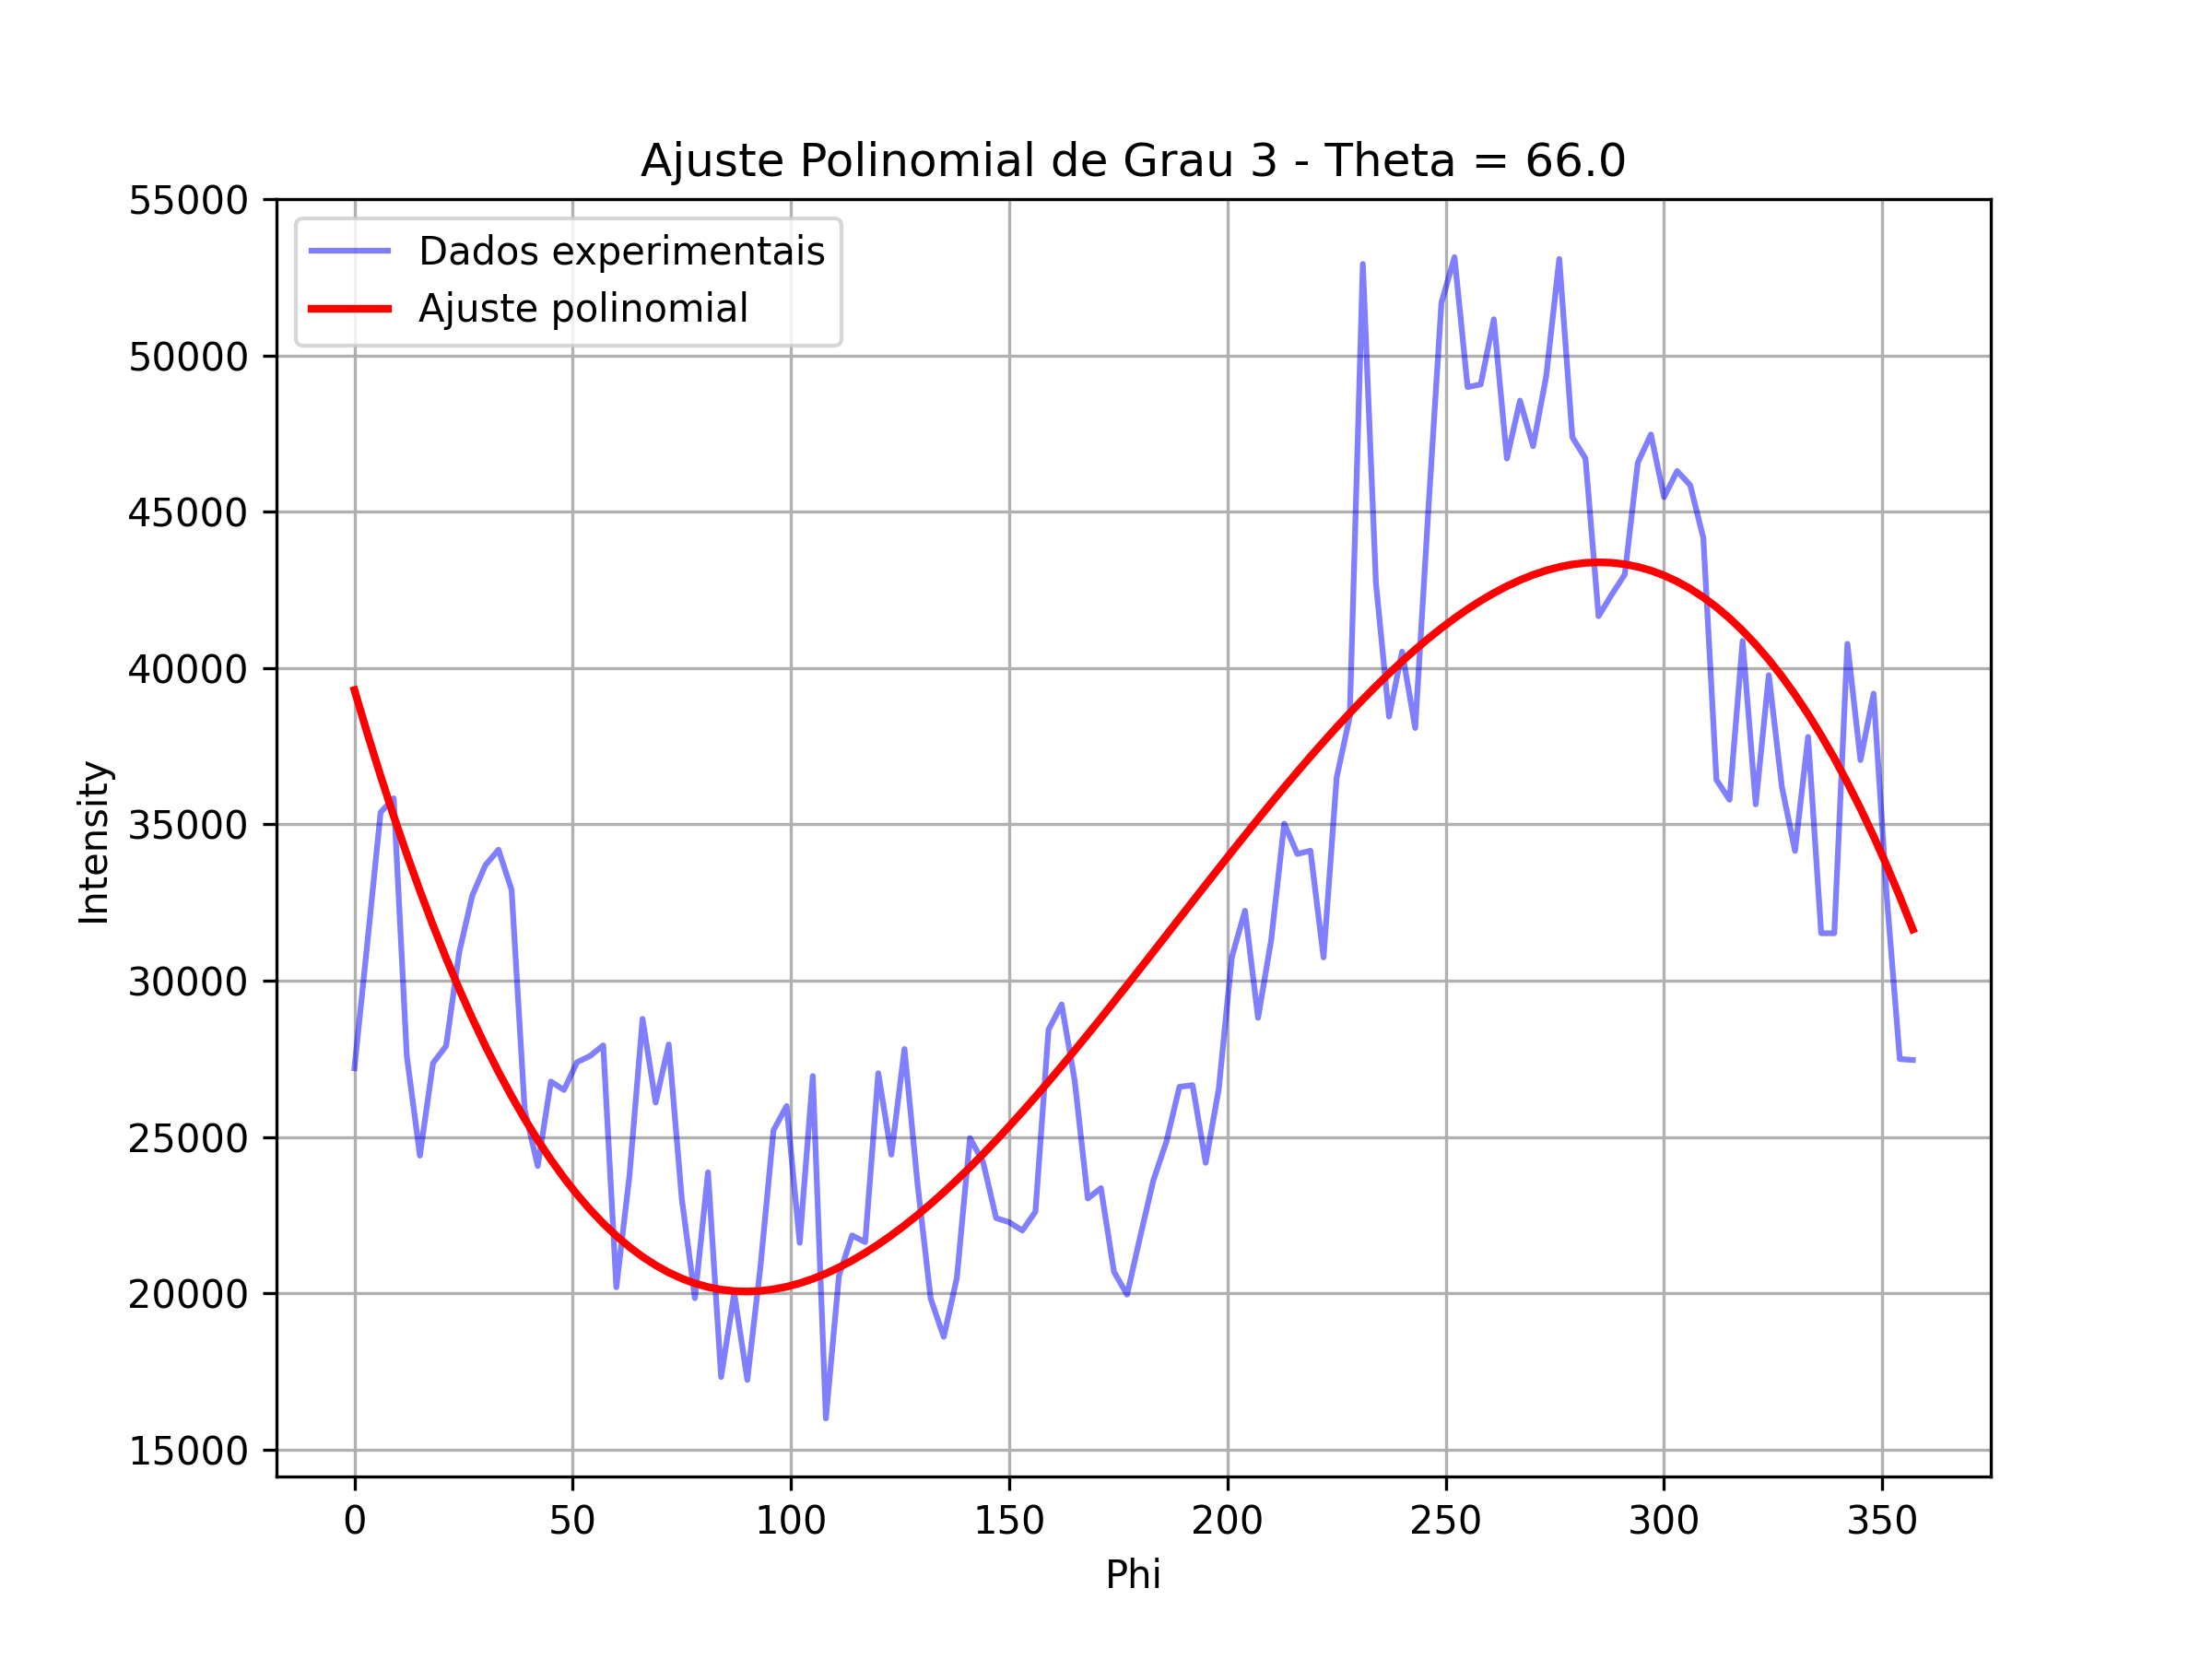 Ajuste Polinomial de Grau 3 - Theta = 66.0
Dados experimentais
Ajuste polinomial
55000
50000
45000
40000
35000
30000
25000
20000
15000
Intensity
0 50 100 150 200 250 300 350
Phi